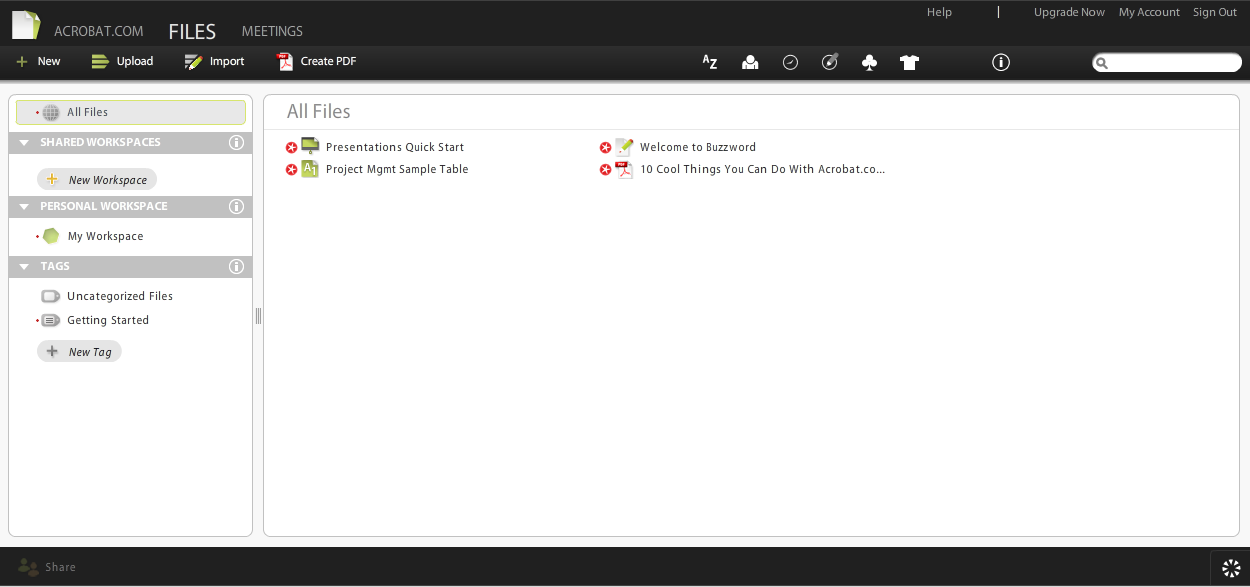 Help | Upgrade Now My Account Sign Out
ACROBAT.COM FILES MEETINGS
New Upload Import Create PDF AZ
All Files
SHARED WORKSPACES
New Workspace
PERSONAL WORKSPACE
My Workspace
TAGS
Uncategorized Files
Getting Started
New Tag
All Files
Presentations Quick Start Welcome to Buzzword
Project Mgmt Sample Table 10 Cool Things You Can Do With Acrobat.co...
Share